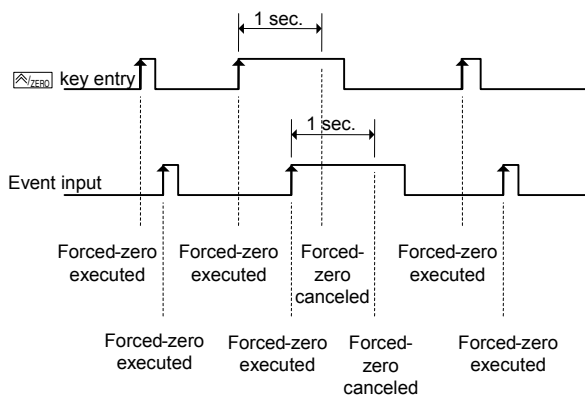 1 sec.
⌃⌃/ZERO key entry
1 sec.
Event input
Forced-zero
executed
Forced-zero
executed
Forced-
zero
canceled
Forced-zero
executed
Forced-zero
executed
Forced-zero
executed
Forced-
zero
canceled
Forced-zero
executed